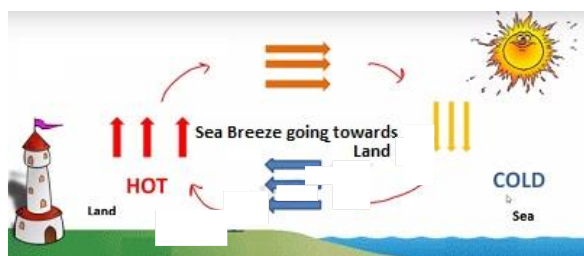 Sea Breeze going towards
Land
HOT
COLD
Land
Sea